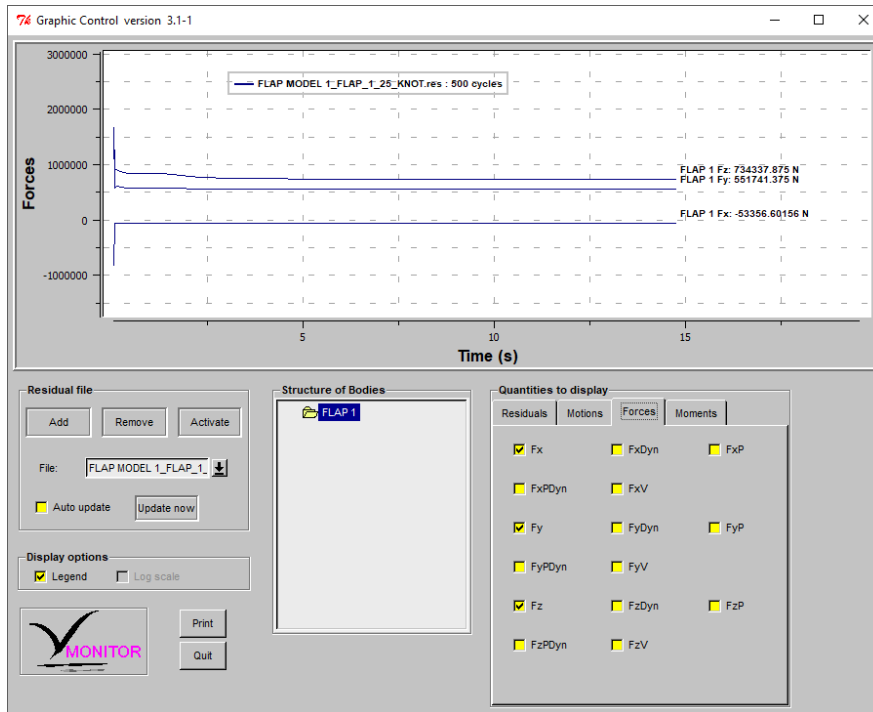 Graphic Control version 3.1-1
3000000
2000000
1000000
0
-1000000
Forces
FLAP MODEL 1_FLAP_1_25_KNOT.res : 500 cycles
FLAP 1 Fz: 734337.875 N
FLAP 1 Fy: 551741.375 N
FLAP 1 Fx: -53356.60156 N
5
10
15
Time (s)
Residual file
Add
Remove
Activate
File:
FLAP MODEL 1_FLAP_1_
Auto update
Update now
Display options
Legend
Log scale
MONITOR
Print
Quit
Structure of Bodies
FLAP 1
Quantities to display
Residuals
Motions
Forces
Moments
Fx
FxDyn
FxP
FxPDyn
FxV
Fy
FyDyn
FyP
FyPDyn
FyV
Fz
FzDyn
FzP
FzPDyn
FzV